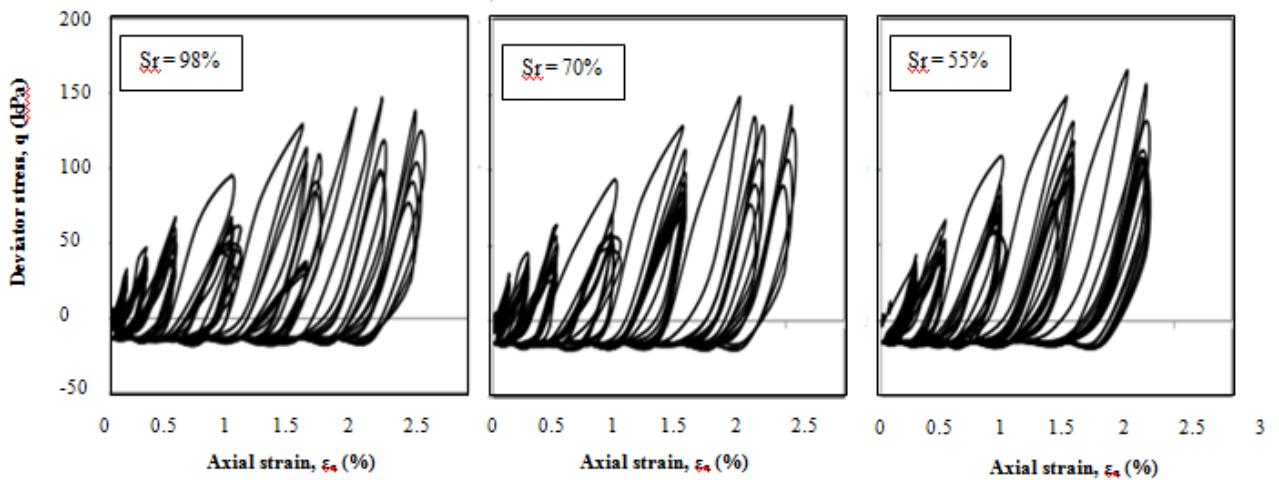 Deviator stress, q (kPa)
200
150
100
50
0
-50
Sr = 98%
0 0.5 1 1.5 2 2.5
Axial strain, εa (%)
Sr = 70%
0 0.5 1 1.5 2 2.5
Axial strain, εa (%)
Sr = 55%
0 0.5 1 1.5 2 2.5 3
Axial strain, εa (%)